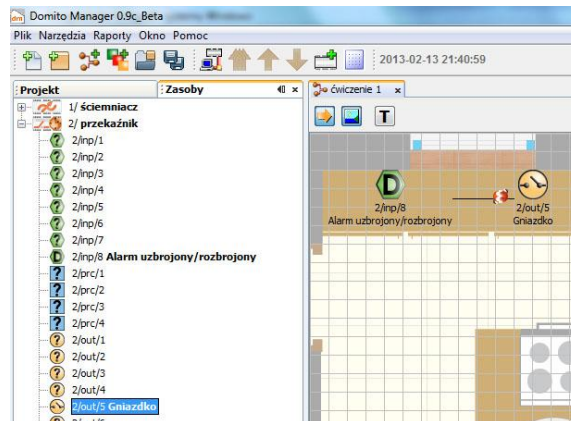 dm Domito Manager 0.9c_Beta
Plik Narzędzia Raporty Okno Pomoc
2013-02-13 21:40:59
Projekt Zasoby ćwiczenie 1
T
1/ ściemniacz
2/ przekaźnik
? 2/inp/1
? 2/inp/2
? 2/inp/3
? 2/inp/4
? 2/inp/5
? 2/inp/6
? 2/inp/7
D 2/inp/8 Alarm uzbrojony/rozbrojony
? 2/prc/1
? 2/prc/2
? 2/prc/3
? 2/prc/4
? 2/out/1
? 2/out/2
? 2/out/3
? 2/out/4
2/out/5 Gniazdko
D
2/inp/8
Alarm uzbrojony/rozbrojony
2/out/5
Gniazdko